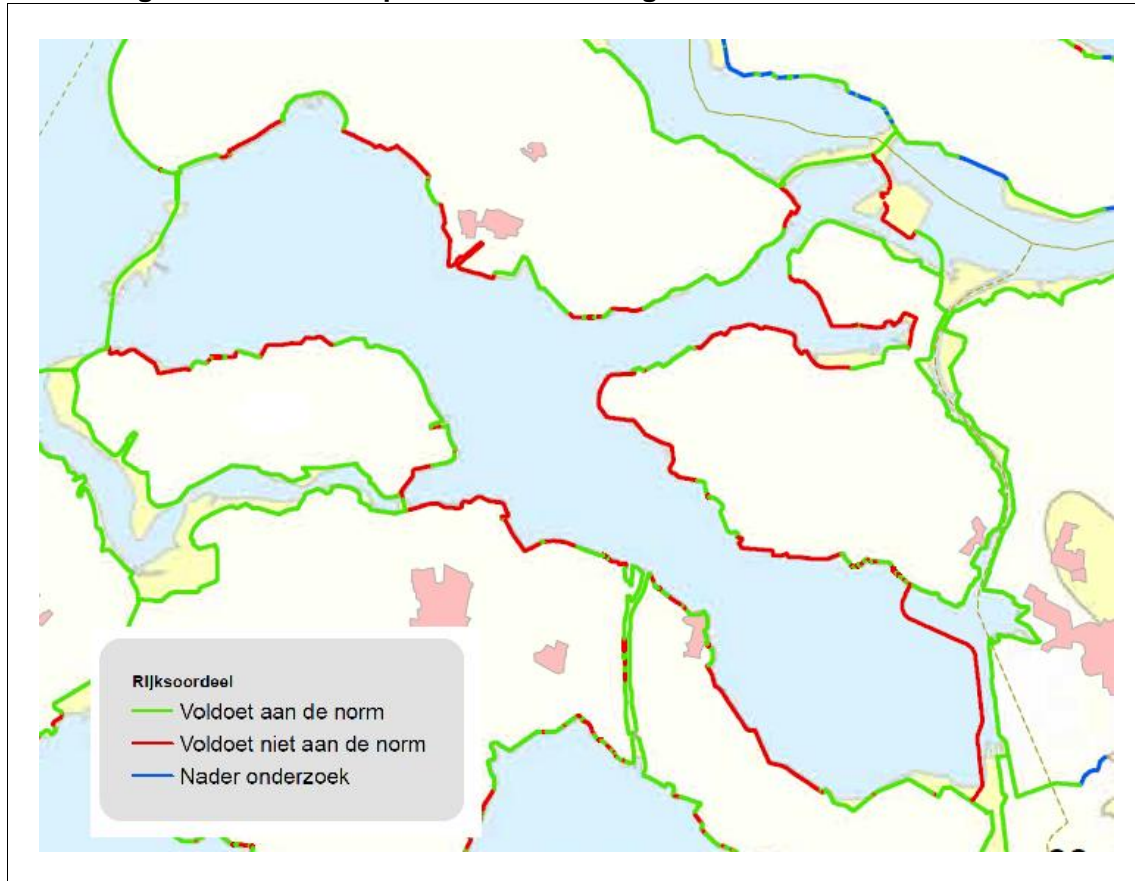 Rijksoordeel
Voldoet aan de norm
Voldoet niet aan de norm
Nader onderzoek